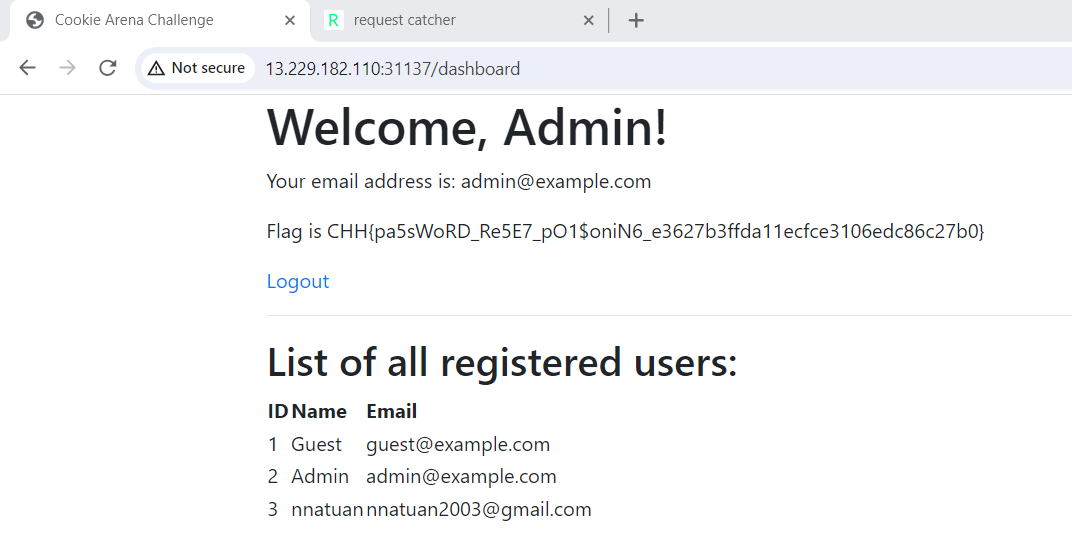 Cookie Arena Challenge
R request catcher
Not secure 13.229.182.110:31137/dashboard
Welcome, Admin!
Your email address is: admin@example.com
Flag is CHH{pa5sWoRD_Re5E7_pO1$oniN6_e3627b3ffda11ecfce3106edc86c27b0}
Logout
List of all registered users:
ID Name Email
1 Guest guest@example.com
2 Admin admin@example.com
3 nnatuan nnatuan2003@gmail.com